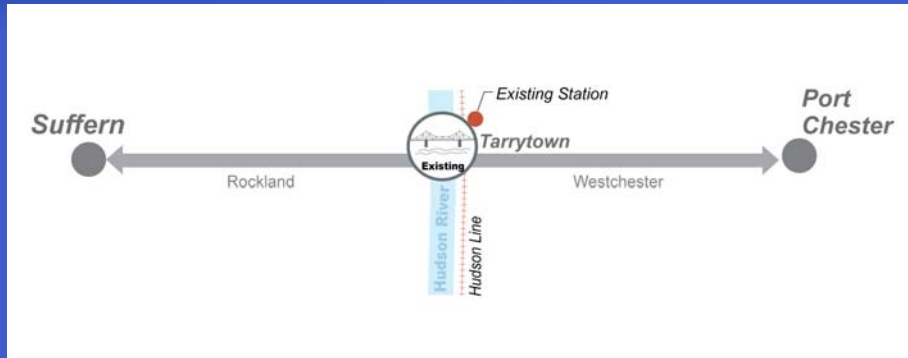 Suffern
Existing Station
Port
Chester
Tarrytown
Existing
Rockland
Westchester
Hudson River
Hudson Line